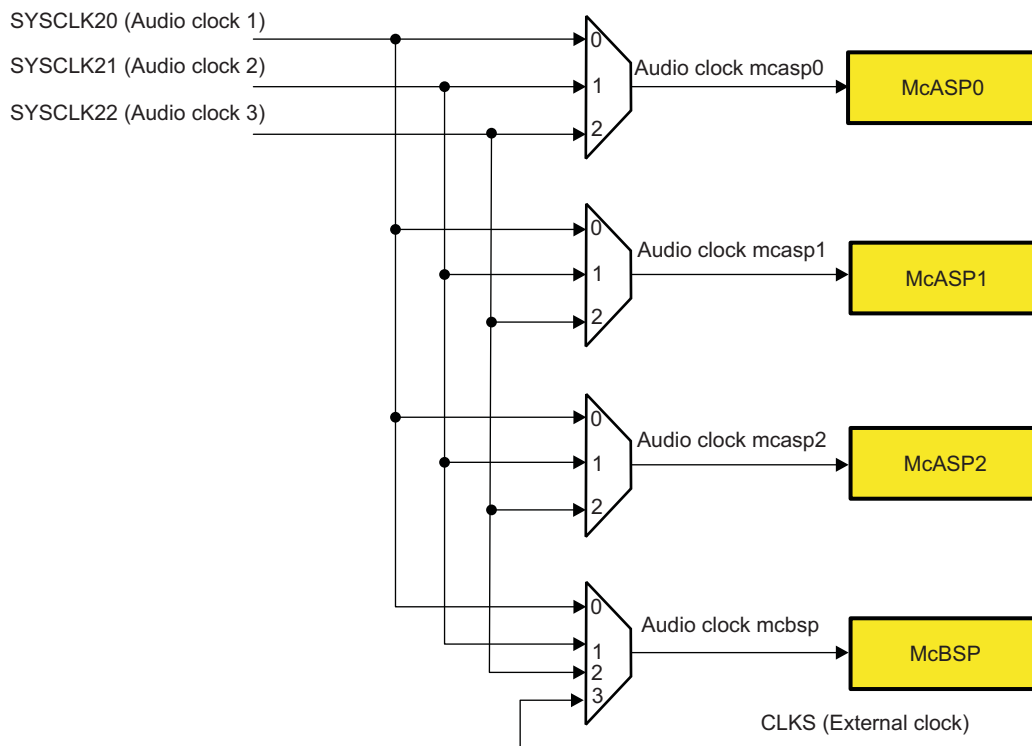 SYSCLK20 (Audio clock 1)
SYSCLK21 (Audio clock 2)
SYSCLK22 (Audio clock 3)
0
1
2
Audio clock mcasp0
McASP0
0
1
2
Audio clock mcasp1
McASP1
0
1
2
Audio clock mcasp2
McASP2
0
1
2
3
Audio clock mcbsp
McBSP
CLKS (External clock)